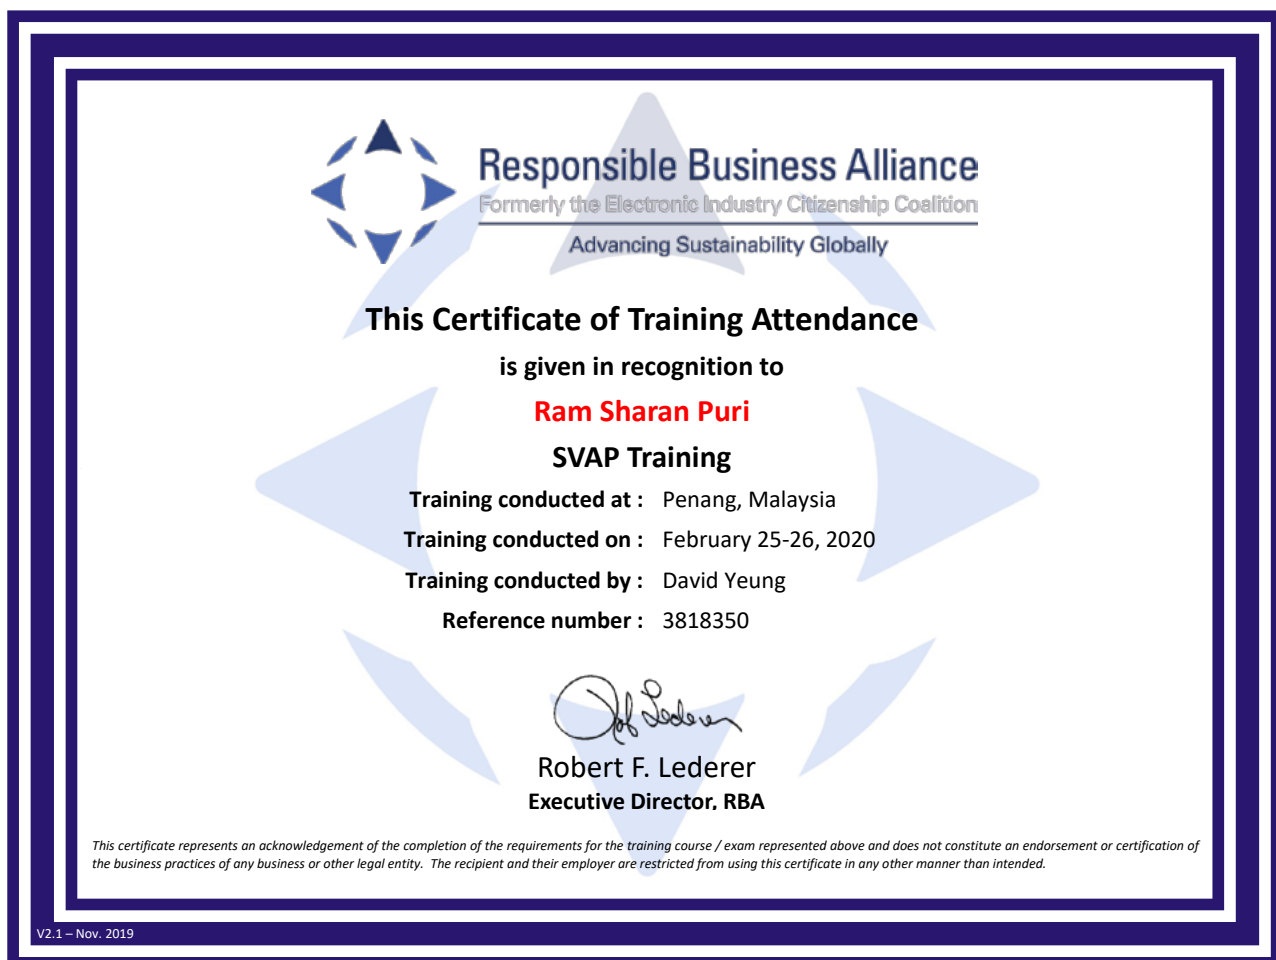 Responsible Business Alliance
Formerly the Electronic Industry Citizenship Coalition
Advancing Sustainability Globally
This Certificate of Training Attendance
is given in recognition to
Ram Sharan Puri
SVAP Training
Training conducted at : Penang, Malaysia
Training conducted on : February 25-26, 2020
Training conducted by : David Yeung
Reference number : 3818350
Rob Lederer
Robert F. Lederer
Executive Director, RBA
This certificate represents an acknowledgement of the completion of the requirements for the training course / exam represented above and does not constitute an endorsement or certification of
the business practices of any business or other legal entity. The recipient and their employer are restricted from using this certificate in any other manner than intended.
V2.1 – Nov. 2019